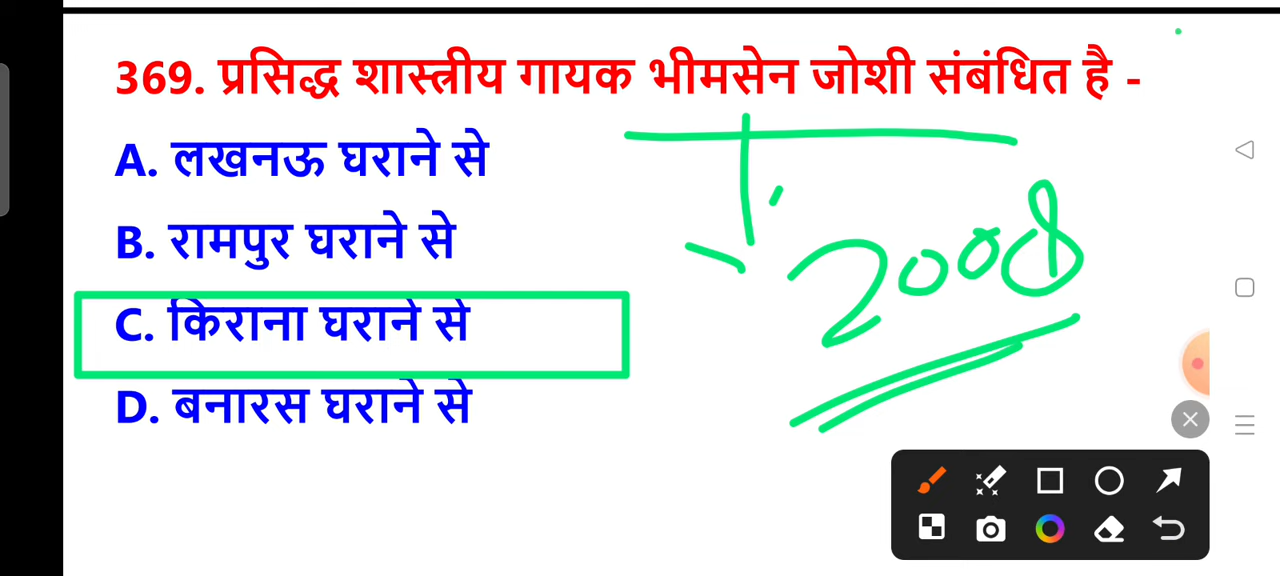 369. प्रसिद्ध शास्त्रीय गायक भीमसेन जोशी संबंधित है -
A. लखनऊ घराने से
B. रामपुर घराने से
2008
C. किराना घराने से
D. बनारस घराने से